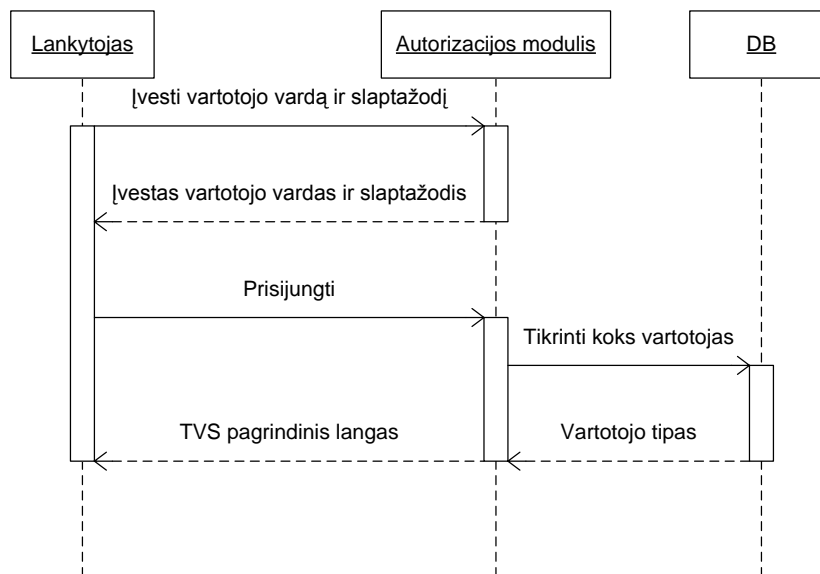 Lankytojas
Autorizacijos modulis
DB
Įvesti vartotojo vardą ir slaptažodį
Įvestas vartotojo vardas ir slaptažodis
Prisijungti
Tikrinti koks vartotojas
TVS pagrindinis langas
Vartotojo tipas